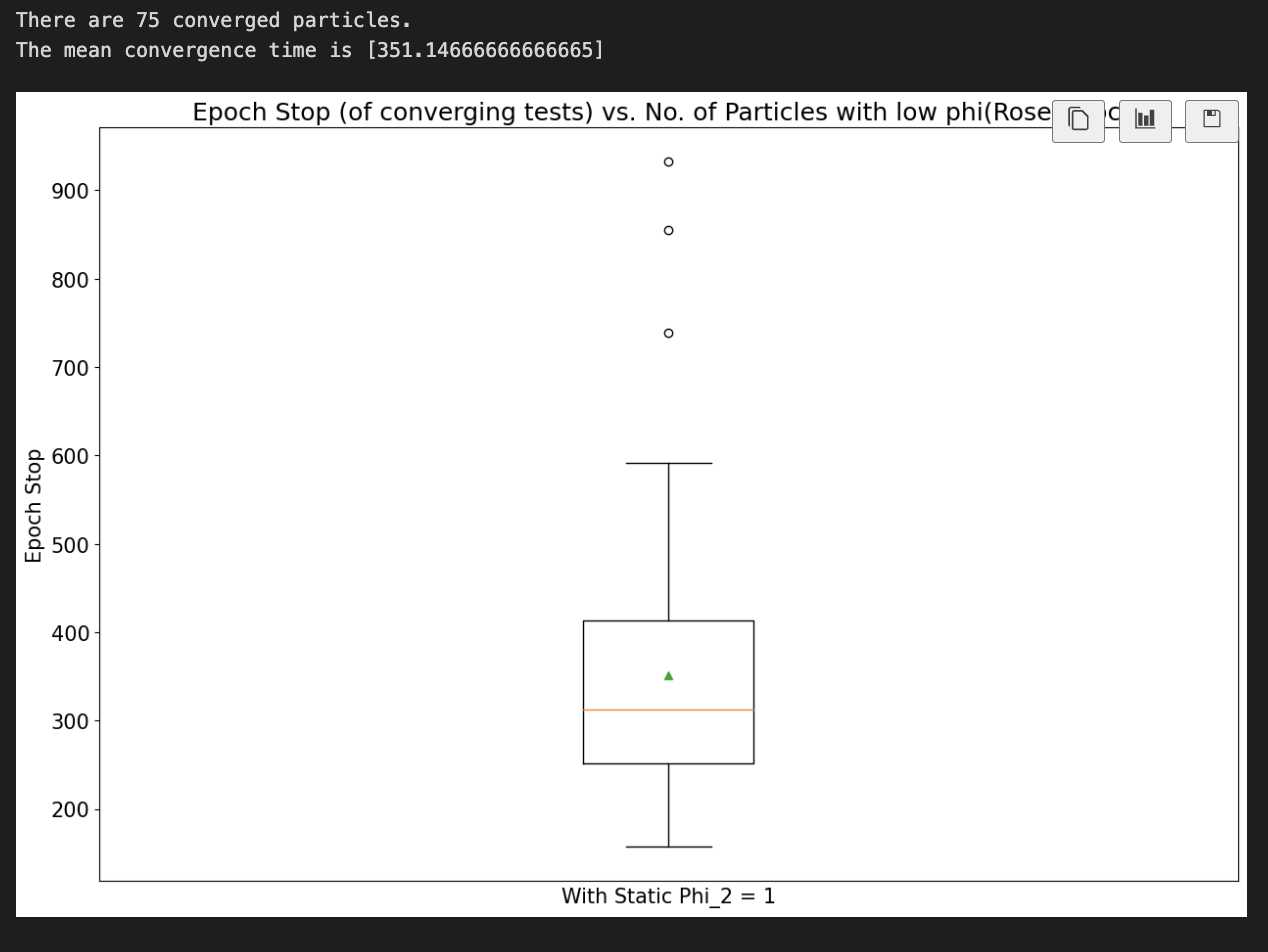 There are 75 converged particles.
The mean convergence time is [351.14666666666665]
Epoch Stop (of converging tests) vs. No. of Particles with low phi(Rose
900
800
700
600
500
400
300
200
Epoch Stop
With Static Phi_2 = 1